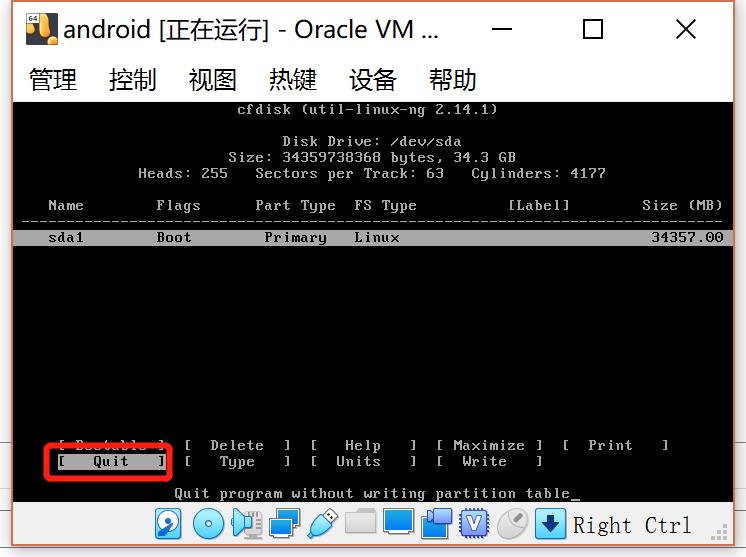 64 android [正在运行] - Oracle VM ...
管理 控制 视图 热键 设备 帮助
cfdisk (util-linux-ng 2.14.1)
Disk Drive: /dev/sda
Size: 34359738368 bytes, 34.3 GB
Heads: 255 Sectors per Track: 63 Cylinders: 4177
Name Flags Part Type FS Type [Label] Size (MB)
sda1 Boot Primary Linux 34357.00
[ Bootable ] [ Delete ] [ Help ] [ Maximize ] [ Print ]
[ Quit ] [ Type ] [ Units ] [ Write ]
Quit program without writing partition table_
Right Ctrl